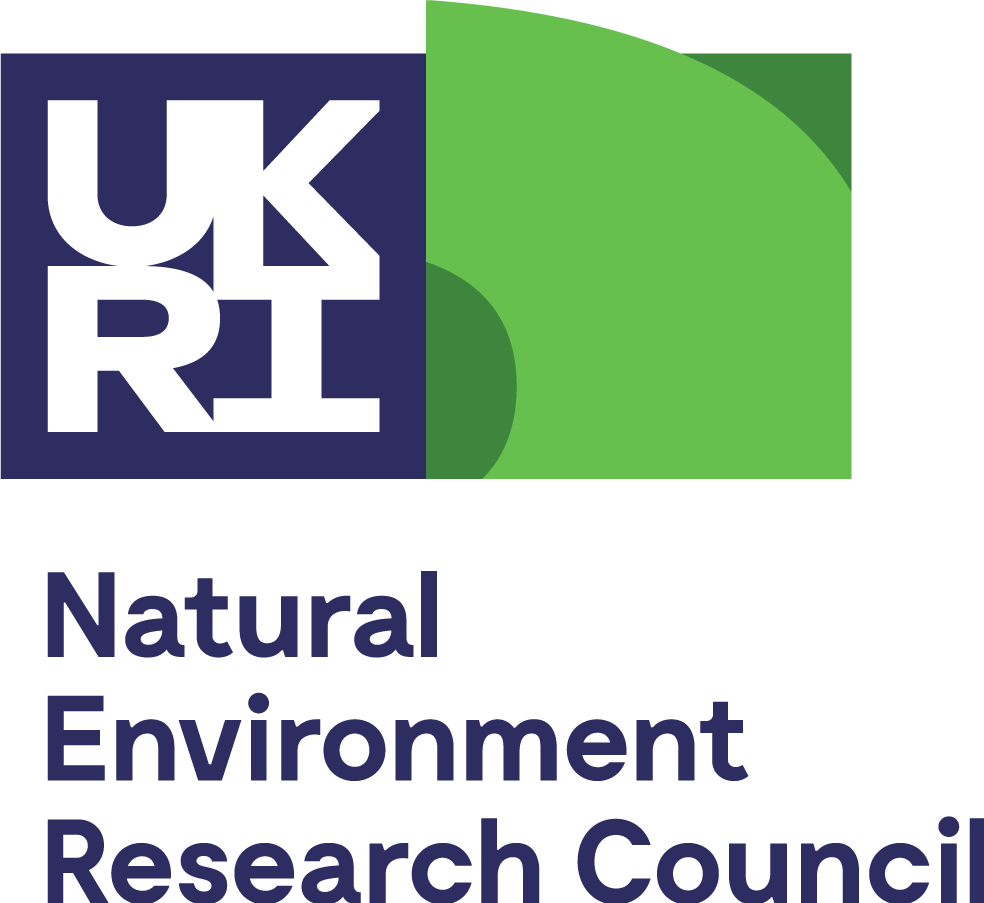 UK
RI
Natural
Environment
Research Council